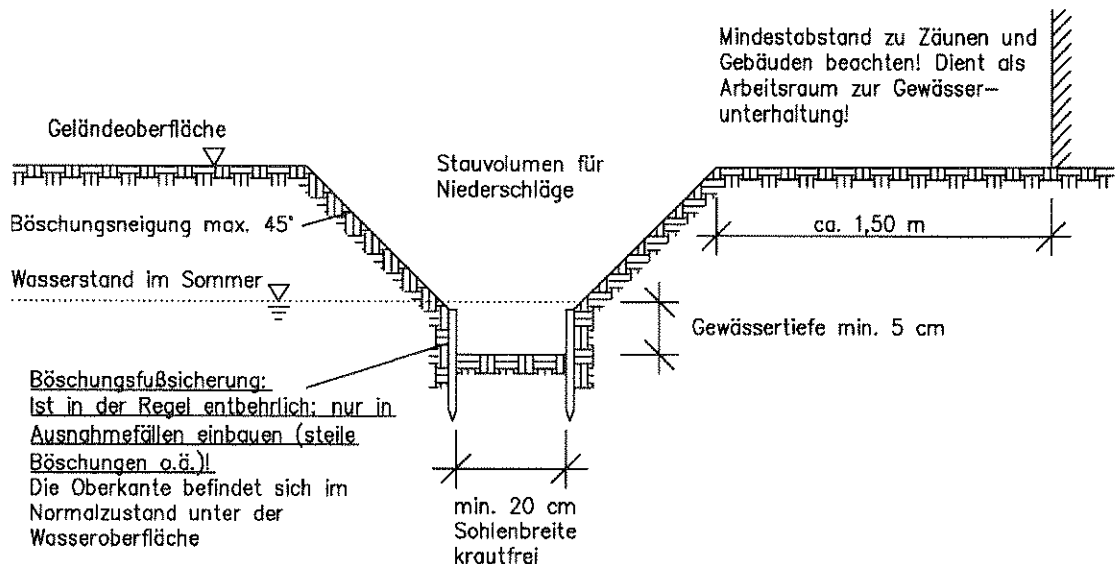 Mindestabstand zu Zäunen und
Gebäuden beachten! Dient als
Arbeitsraum zur Gewässer-
unterhaltung!
Geländeoberfläche
Stauvolumen für
Niederschläge
Böschungsneigung max. 45°
ca. 1,50 m
Wasserstand im Sommer
Gewässertiefe min. 5 cm
Böschungsfußsicherung:
Ist in der Regel entbehrlich; nur in
Ausnahmefällen einbauen (steile
Böschungen o.ä.)!
Die Oberkante befindet sich im
Normalzustand unter der
Wasseroberfläche
min. 20 cm
Sohlenbreite
krautfrei